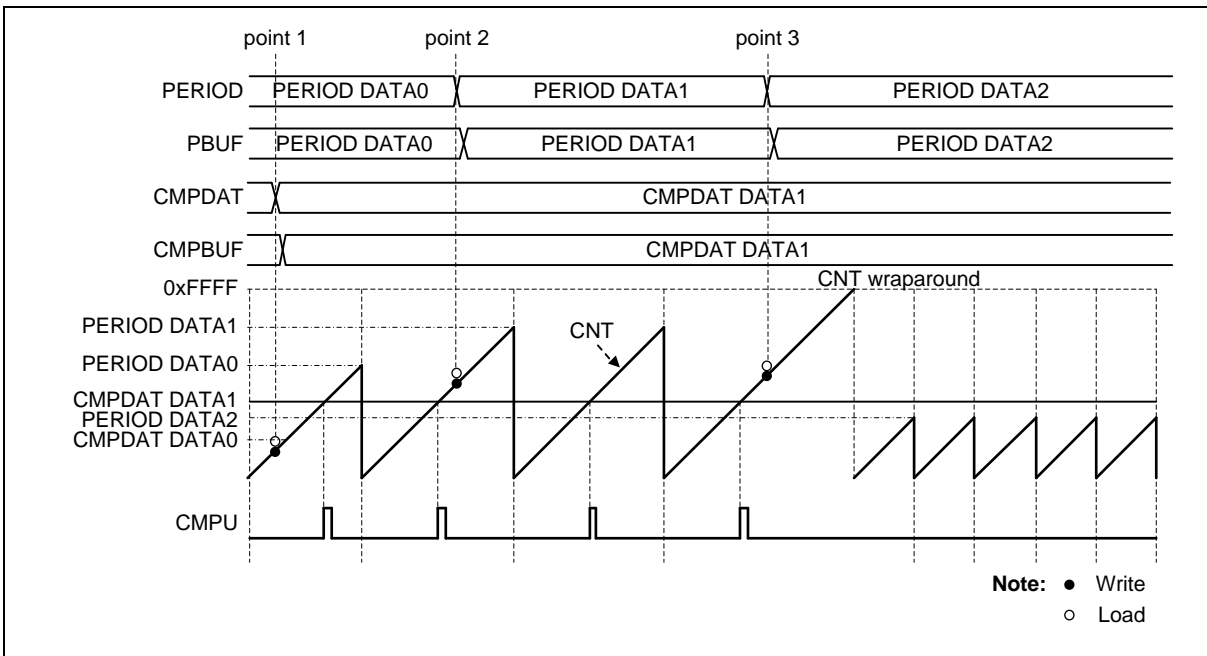 point 1 point 2 point 3
PERIOD PERIOD DATA0 PERIOD DATA1 PERIOD DATA2
PBUF PERIOD DATA0 PERIOD DATA1 PERIOD DATA2
CMPDAT CMPDAT DATA1
CMPBUF CMPDAT DATA1
CNT wraparound
0xFFFF
PERIOD DATA1 CNT
PERIOD DATA0
CMPDAT DATA1
PERIOD DATA2
CMPDAT DATA0
CMPU
Note: ● Write
○ Load